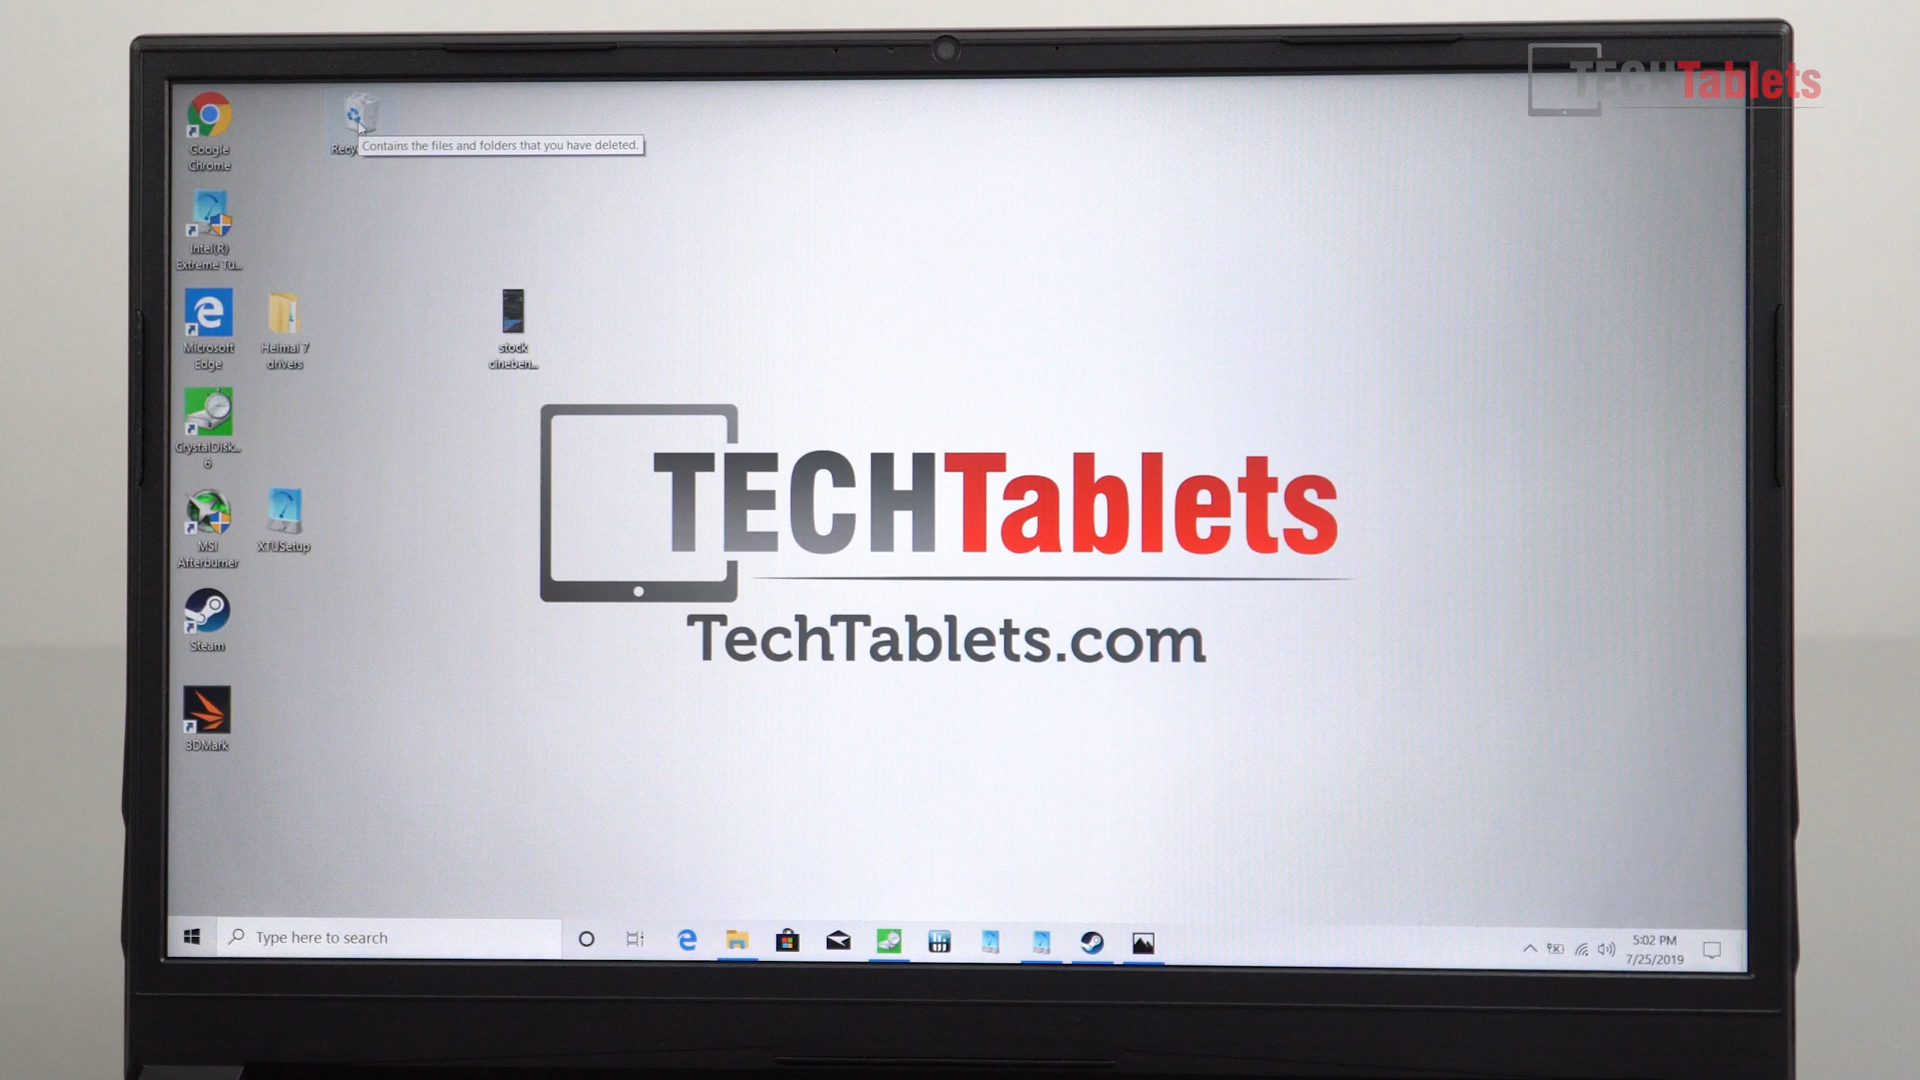 TECHTablets
Google
Chrome
Contains the files and folders that you have deleted.
Intel(R)
Extreme Tu...
Microsoft
Edge
Heimai 7
drivers
stock
cineben...
CrystalDisk...
6
MSI
Afterburner
XTUSetup
Steam
3DMark
TECHTablets
TechTablets.com
Type here to search
5:02 PM
7/25/2019